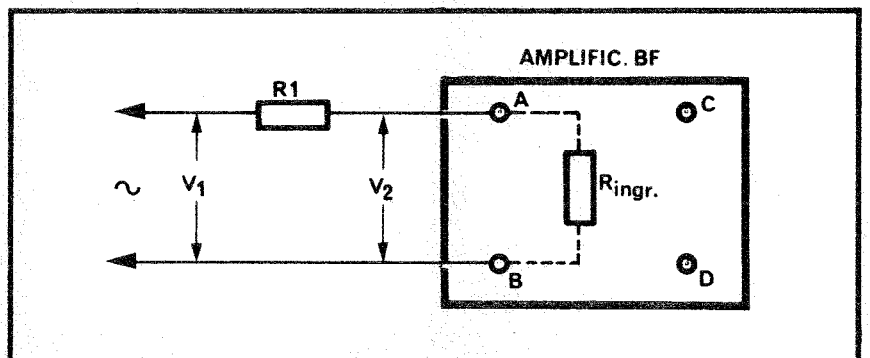 AMPLIFIC. BF
R1
A
C
∼
V1
V2
Ringr.
B
D